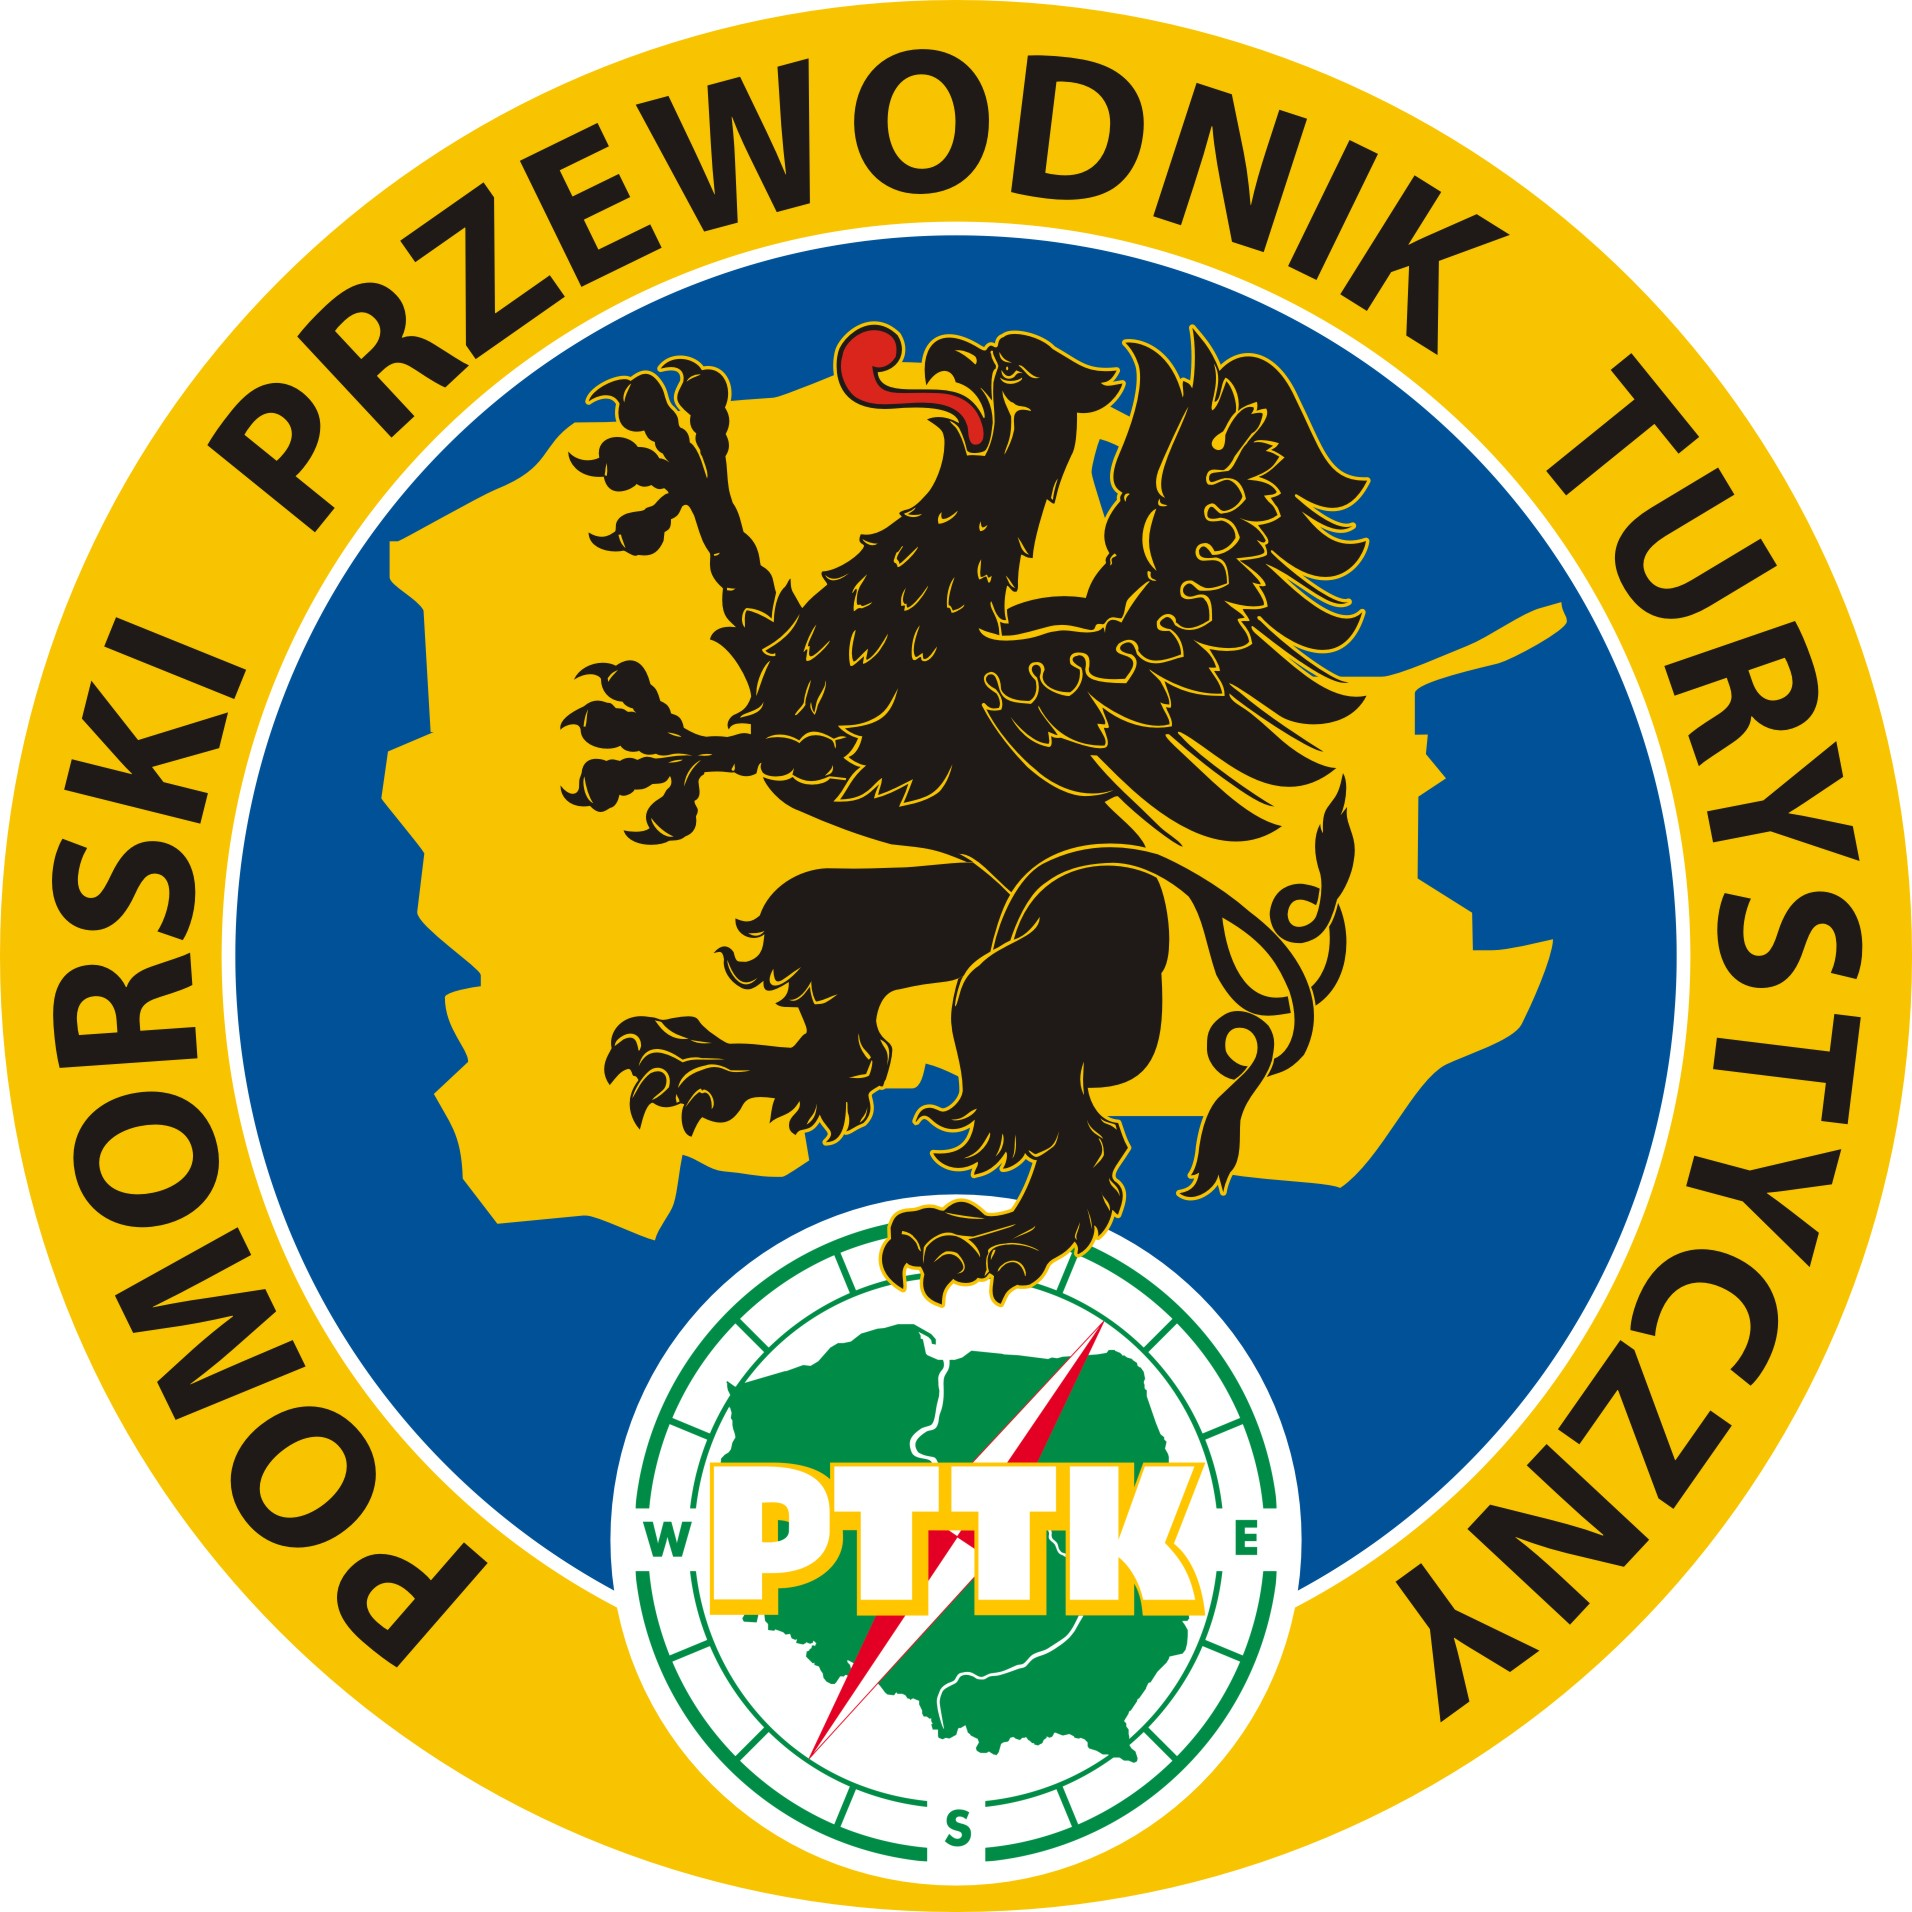 POMORSKI PRZEWODNIK TURYSTYCZNY
W E
PTTK
S